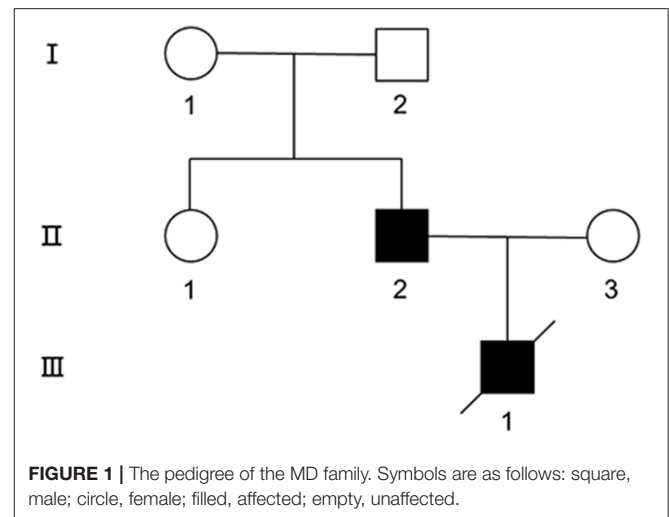 I
1 2
II
1 2 3
III
1
FIGURE 1 | The pedigree of the MD family. Symbols are as follows: square,
male; circle, female; filled, affected; empty, unaffected.